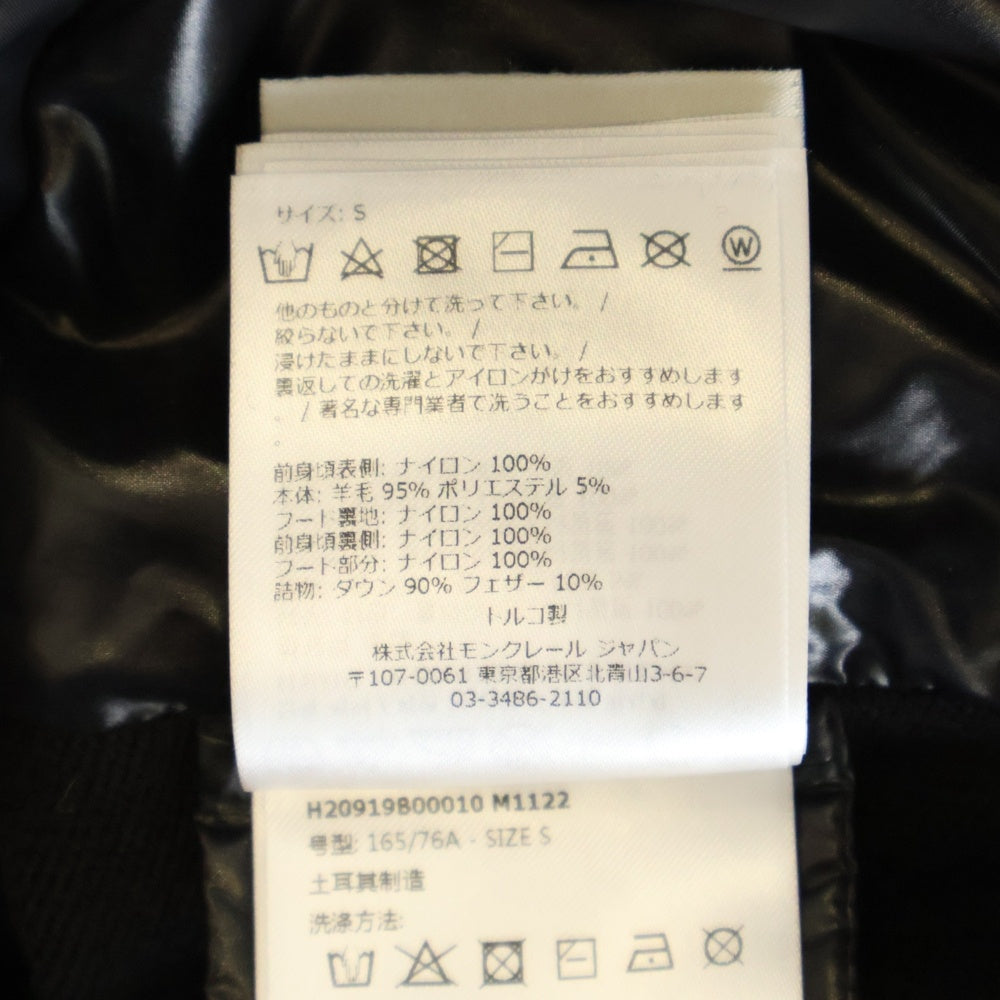 サイズ: S
W
他のものと分けて洗って下さい。 /
絞らないで下さい。 /
浸けたままにしないで下さい。 /
裏返しての洗濯とアイロンがけをおすすめします
。 / 著名な専門業者で洗うことをおすすめします
。
前身頃表側: ナイロン 100%
本体: 羊毛 95% ポリエステル 5%
フード裏地: ナイロン 100%
前身頃裏側: ナイロン 100%
フード部分: ナイロン 100%
詰物: ダウン 90% フェザー 10%
トルコ製
株式会社モンクレール ジャパン
〒107-0061 東京都港区北青山3-6-7
03-3486-2110
H20919B00010 M1122
号型: 165/76A - SIZE S
土耳其制造
洗涤方法: